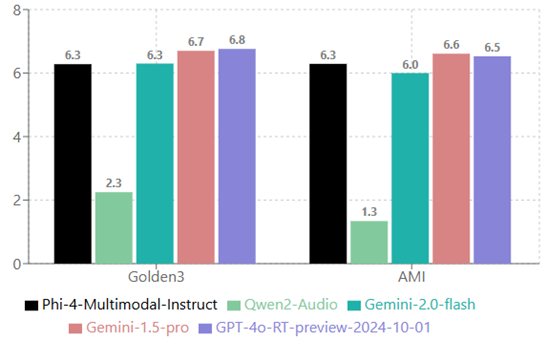 8
6.3
6.3
6.7
6.8
6.3
6.0
6.6
6.5
6
4
2.3
2
1.3
0
Golden3
AMI
Phi-4-Multimodal-Instruct
Qwen2-Audio
Gemini-2.0-flash
Gemini-1.5-pro
GPT-4o-RT-preview-2024-10-01